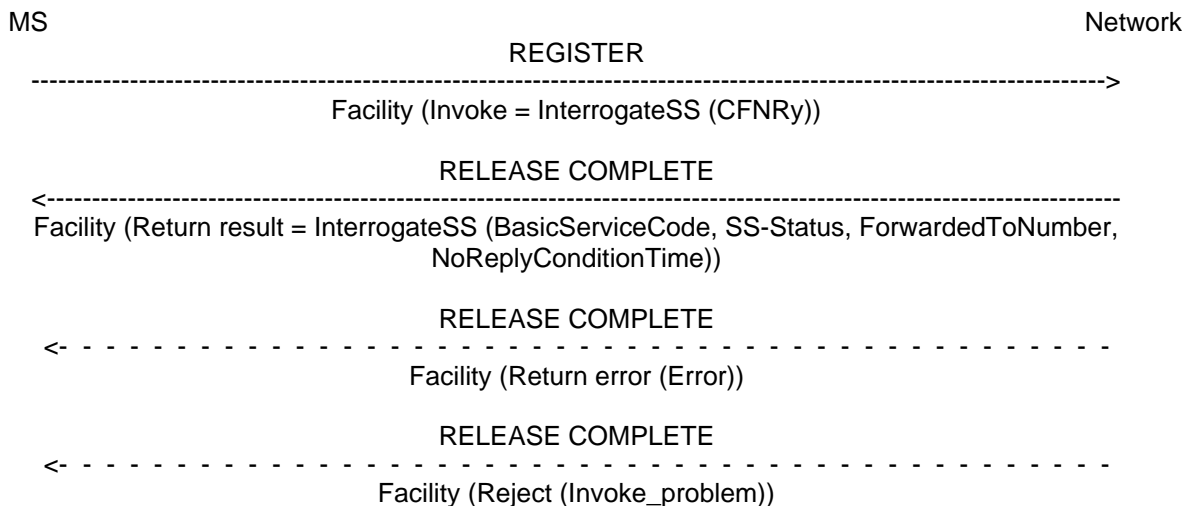 MS Network
REGISTER
------------------------------------------------------------------------------------------------------------------------>
Facility (Invoke = InterrogateSS (CFNRy))
RELEASE COMPLETE
<------------------------------------------------------------------------------------------------------------------------
Facility (Return result = InterrogateSS (BasicServiceCode, SS-Status, ForwardedToNumber,
NoReplyConditionTime))
RELEASE COMPLETE
<- - - - - - - - - - - - - - - - - - - - - - - - - - - - - - - - - - - - - - - - - - - - -
Facility (Return error (Error))
RELEASE COMPLETE
<- - - - - - - - - - - - - - - - - - - - - - - - - - - - - - - - - - - - - - - - - - - - -
Facility (Reject (Invoke_problem))